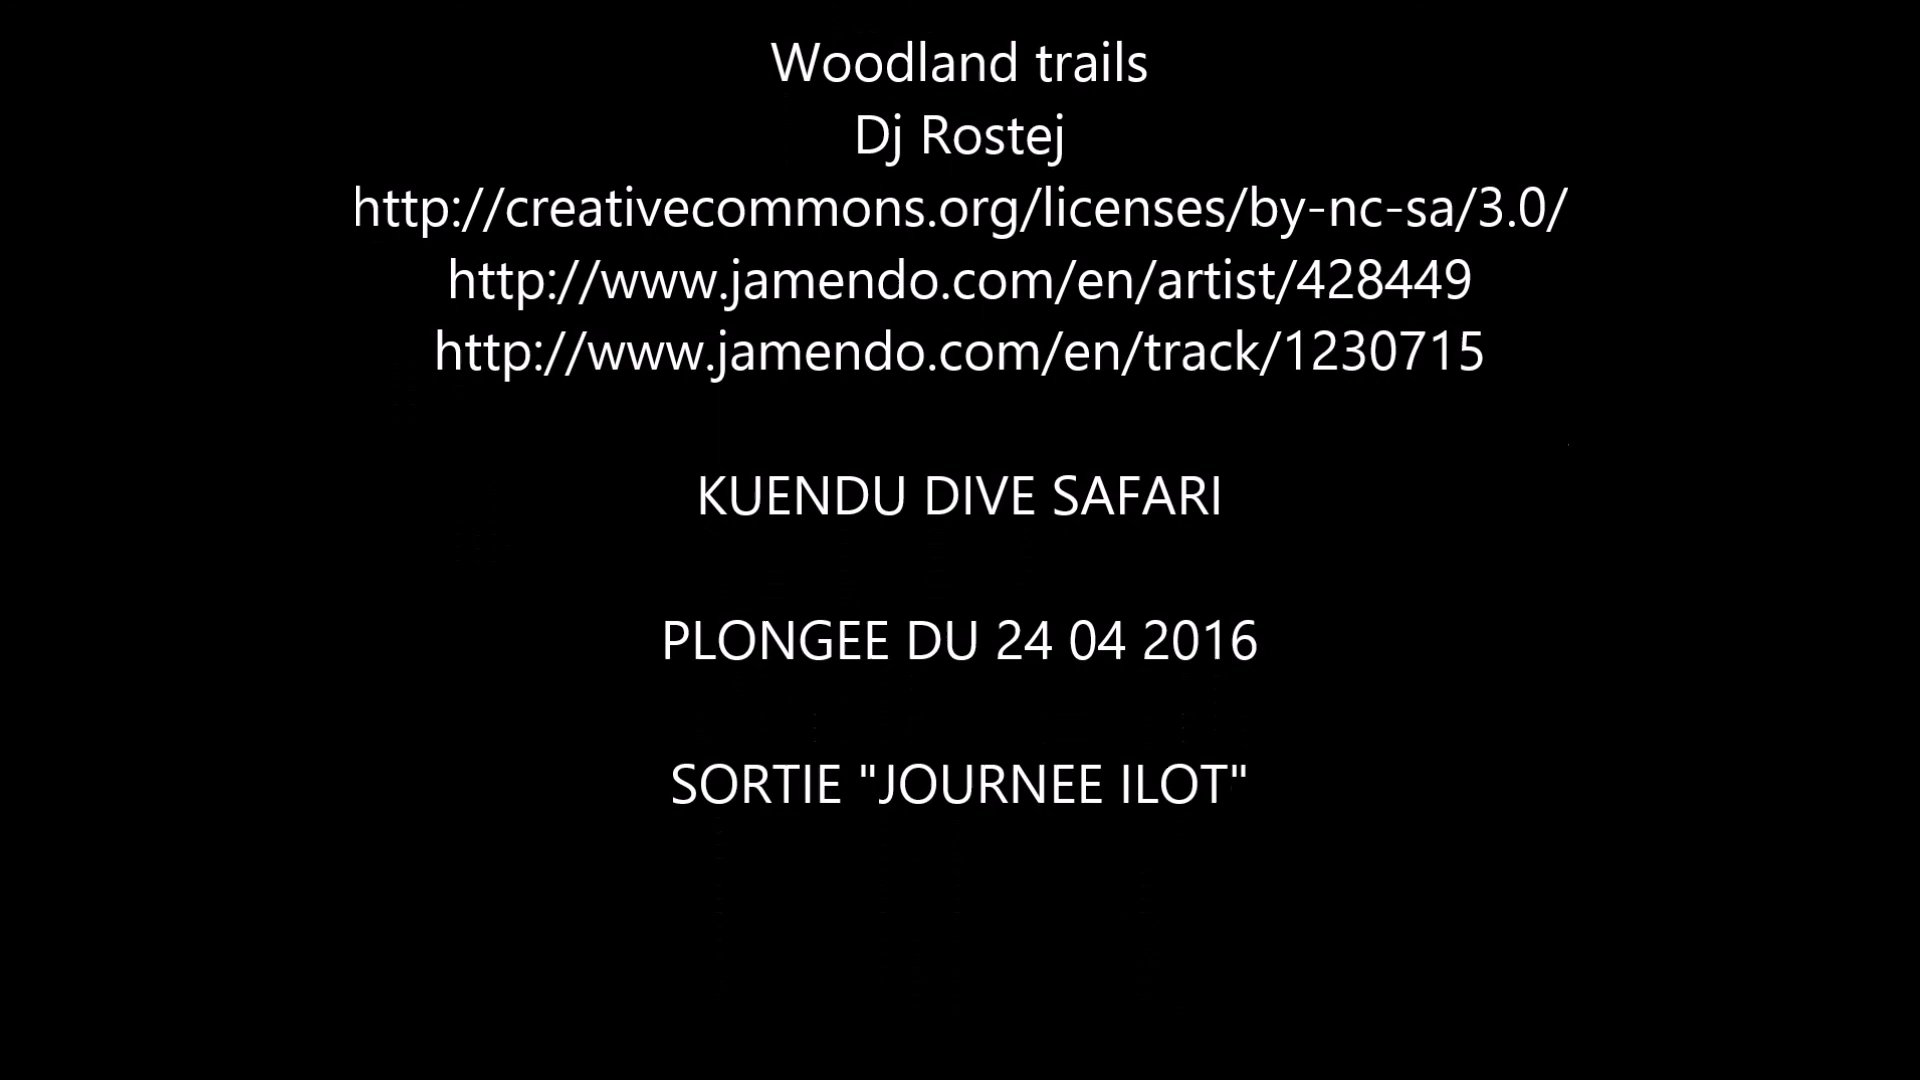 Woodland trails
Dj Rostej
http://creativecommons.org/licenses/by-nc-sa/3.0/
http://www.jamendo.com/en/artist/428449
http://www.jamendo.com/en/track/1230715
KUENDU DIVE SAFARI
PLONGEE DU 24 04 2016
SORTIE "JOURNEE ILOT"